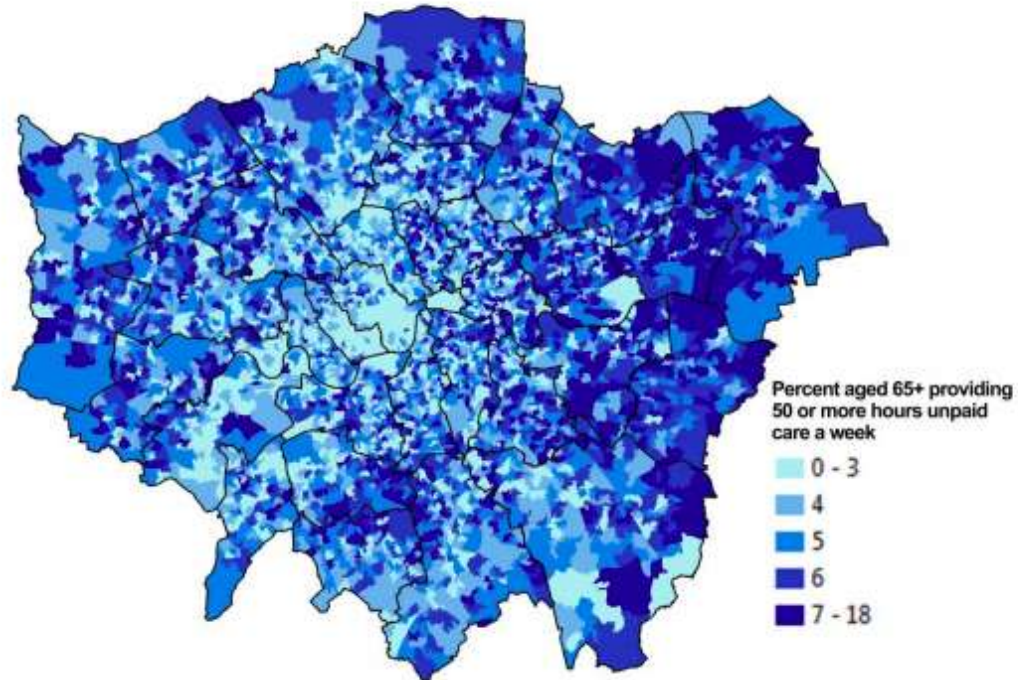 Percent aged 65+ providing
50 or more hours unpaid
care a week
0 - 3
4
5
6
7 - 18